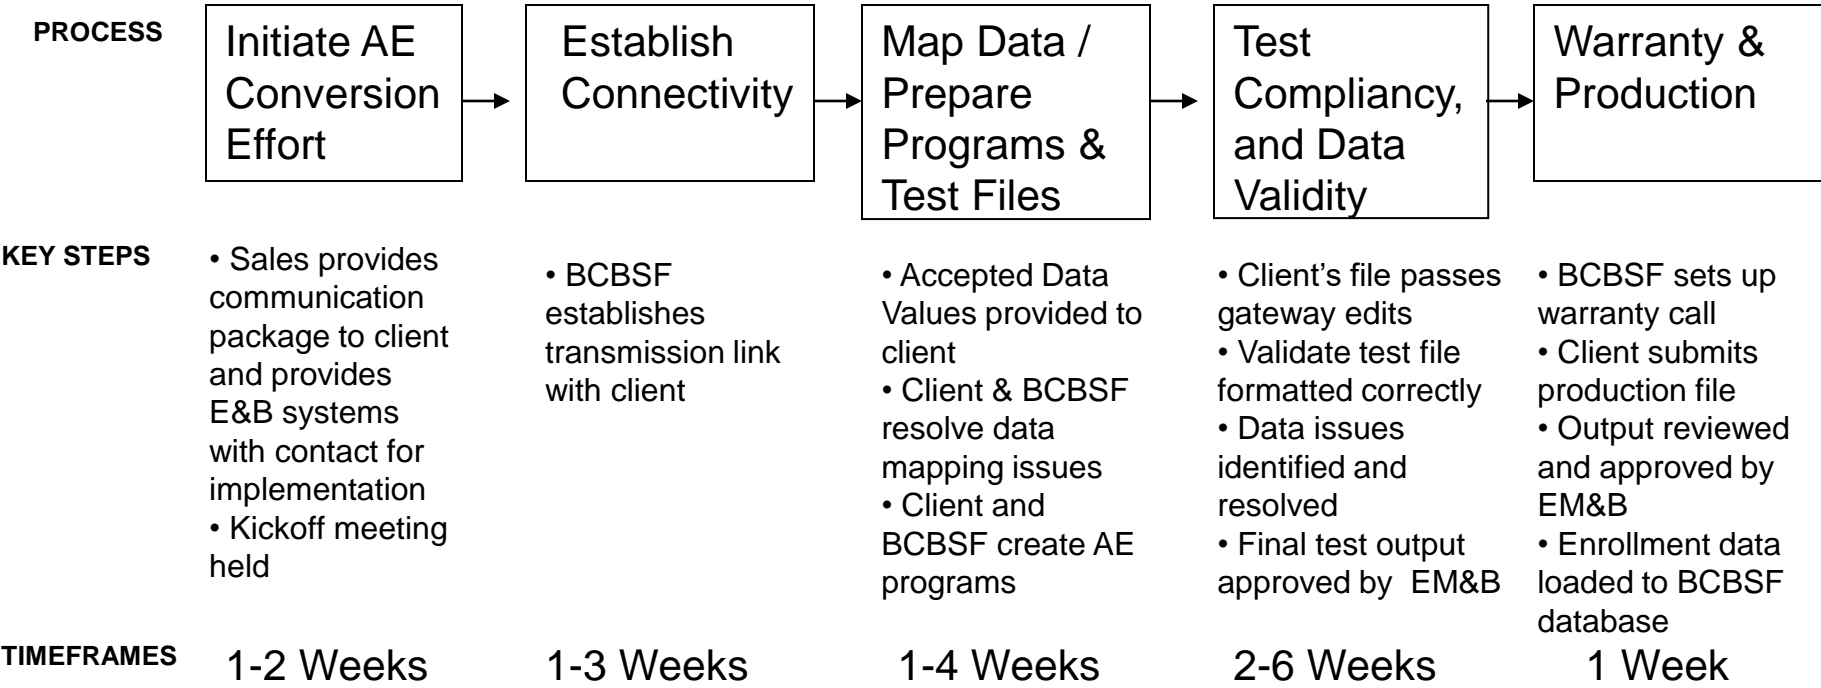 PROCESS
Initiate AE
Conversion
Effort
Establish
Connectivity
Map Data /
Prepare
Programs &
Test Files
Test
Compliancy,
and Data
Validity
Warranty &
Production
KEY STEPS
• Sales provides
communication
package to client
and provides
E&B systems
with contact for
implementation
• Kickoff meeting
held
• BCBSF
establishes
transmission link
with client
• Accepted Data
Values provided to
client
• Client & BCBSF
resolve data
mapping issues
• Client and
BCBSF create AE
programs
• Client's file passes
gateway edits
• Validate test file
formatted correctly
• Data issues
identified and
resolved
• Final test output
approved by EM&B
• BCBSF sets up
warranty call
• Client submits
production file
• Output reviewed
and approved by
EM&B
• Enrollment data
loaded to BCBSF
database
TIMEFRAMES
1-2 Weeks
1-3 Weeks
1-4 Weeks
2-6 Weeks
1 Week